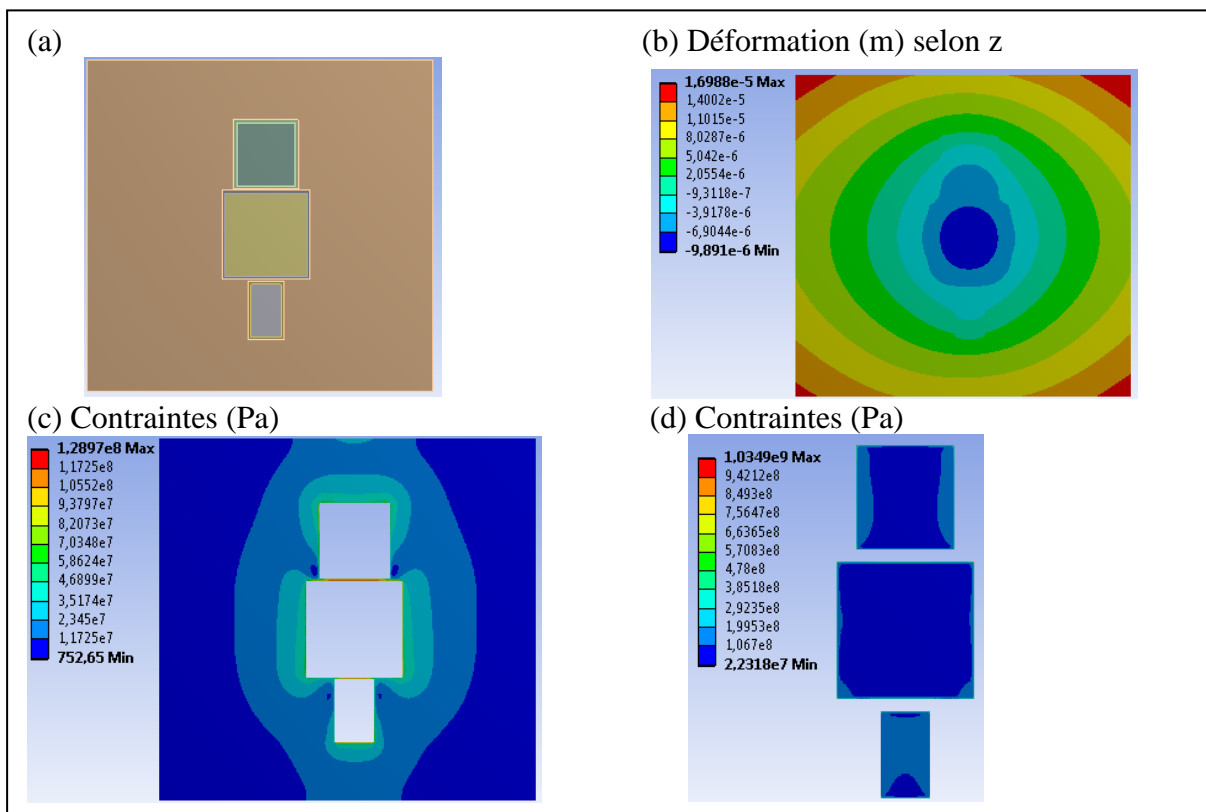 (a)
(b) Déformation (m) selon z
1,6988e-5 Max
1,4002e-5
1,1015e-5
8,0287e-6
5,042e-6
2,0554e-6
-9,3118e-7
-3,9178e-6
-6,9044e-6
-9,891e-6 Min
(c) Contraintes (Pa)
1,2897e8 Max
1,1725e8
1,0552e8
9,3797e7
8,2073e7
7,0348e7
5,8624e7
4,6899e7
3,5174e7
2,345e7
1,1725e7
752,65 Min
(d) Contraintes (Pa)
1,0349e9 Max
9,4212e8
8,493e8
7,5647e8
6,6365e8
5,7083e8
4,78e8
3,8518e8
2,9235e8
1,9953e8
1,067e8
2,2318e7 Min